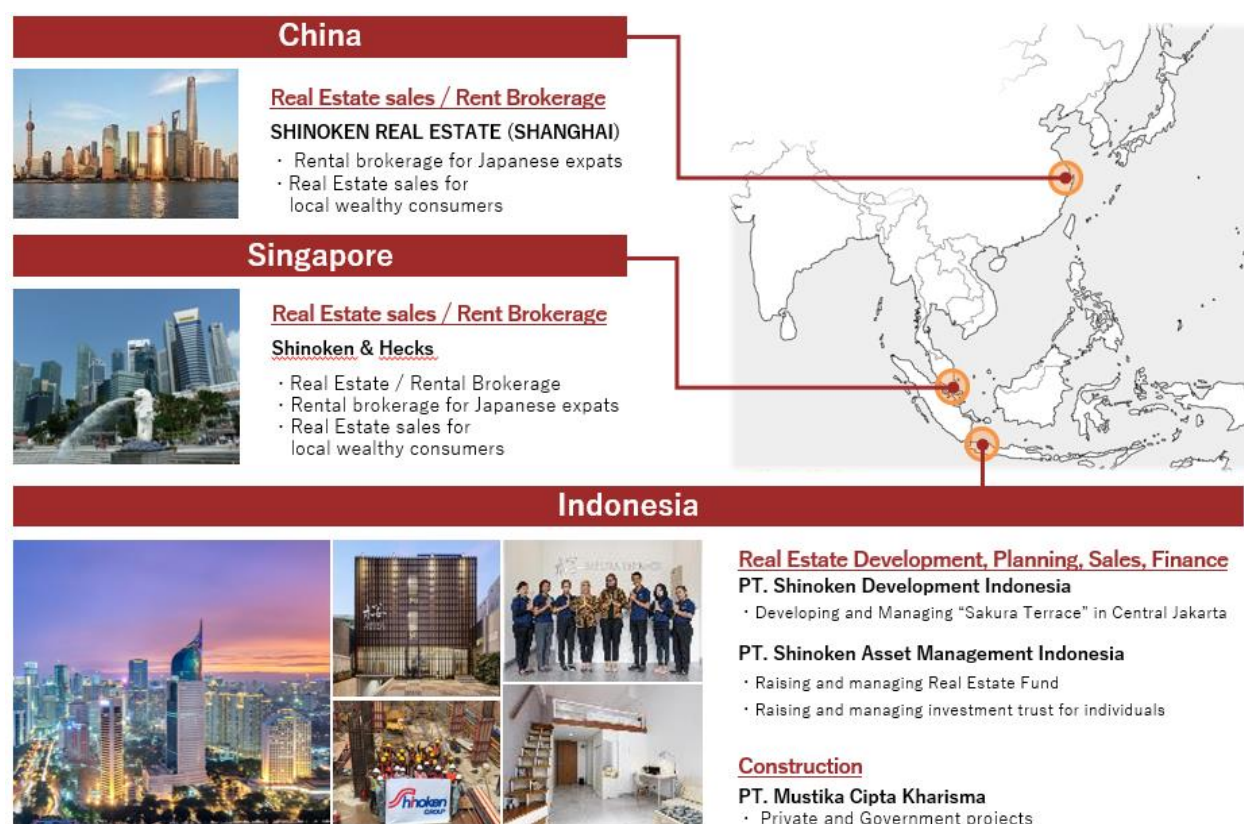 China
Real Estate sales / Rent Brokerage
SHINOKEN REAL ESTATE (SHANGHAI)
・ Rental brokerage for Japanese expats
・Real Estate sales for
local wealthy consumers
Singapore
Real Estate sales / Rent Brokerage
Shinoken & Hecks
・Real Estate / Rental Brokerage
・Rental brokerage for Japanese expats
・Real Estate sales for
local wealthy consumers
Indonesia
Real Estate Development, Planning, Sales, Finance
PT. Shinoken Development Indonesia
・Developing and Managing “Sakura Terrace” in Central Jakarta
PT. Shinoken Asset Management Indonesia
・Raising and managing Real Estate Fund
・Raising and managing investment trust for individuals
Construction
PT. Mustika Cipta Kharisma
・ Private and Government projects
Shinoken
GROUP